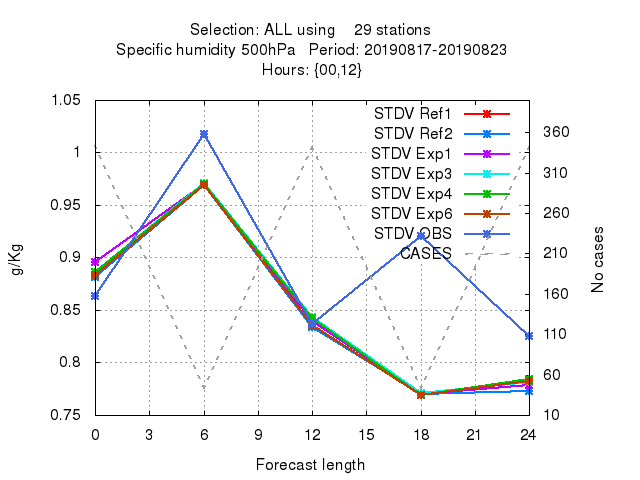 Selection: ALL using 29 stations
Specific humidity 500hPa Period: 20190817-20190823
Hours: {00,12}
1.05
1
0.95
0.9
0.85
0.8
0.75
g/Kg
STDV Ref1
STDV Ref2
STDV Exp1
STDV Exp3
STDV Exp4
STDV Exp6
STDV OBS
CASES
360
310
260
210
160
110
60
10
No cases
0 3 6 9 12 15 18 21 24
Forecast length